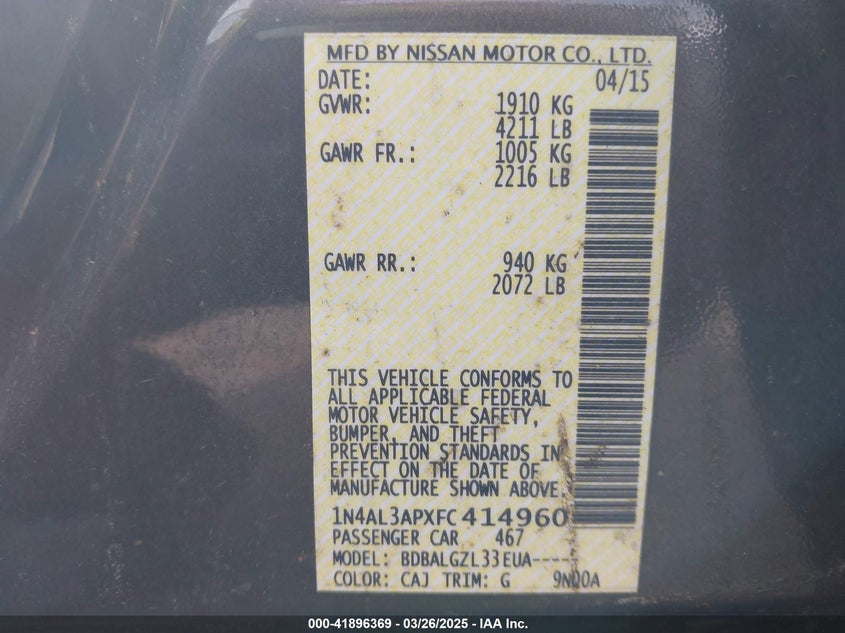 MFD BY NISSAN MOTOR CO., LTD.
DATE: 04/15
GVWR: 1910 KG
4211 LB
GAWR FR.: 1005 KG
2216 LB
GAWR RR.: 940 KG
2072 LB
THIS VEHICLE CONFORMS TO
ALL APPLICABLE FEDERAL
MOTOR VEHICLE SAFETY,
BUMPER, AND THEFT
PREVENTION STANDARDS IN
EFFECT ON THE DATE OF
MANUFACTURE SHOWN ABOVE.
1N4AL3APXFC414960
PASSENGER CAR 467
MODEL: BDBALGZL33EUA-----
COLOR: CAJ TRIM: G 9N00A
000-41896369 - 03/26/2025 - IAA Inc.